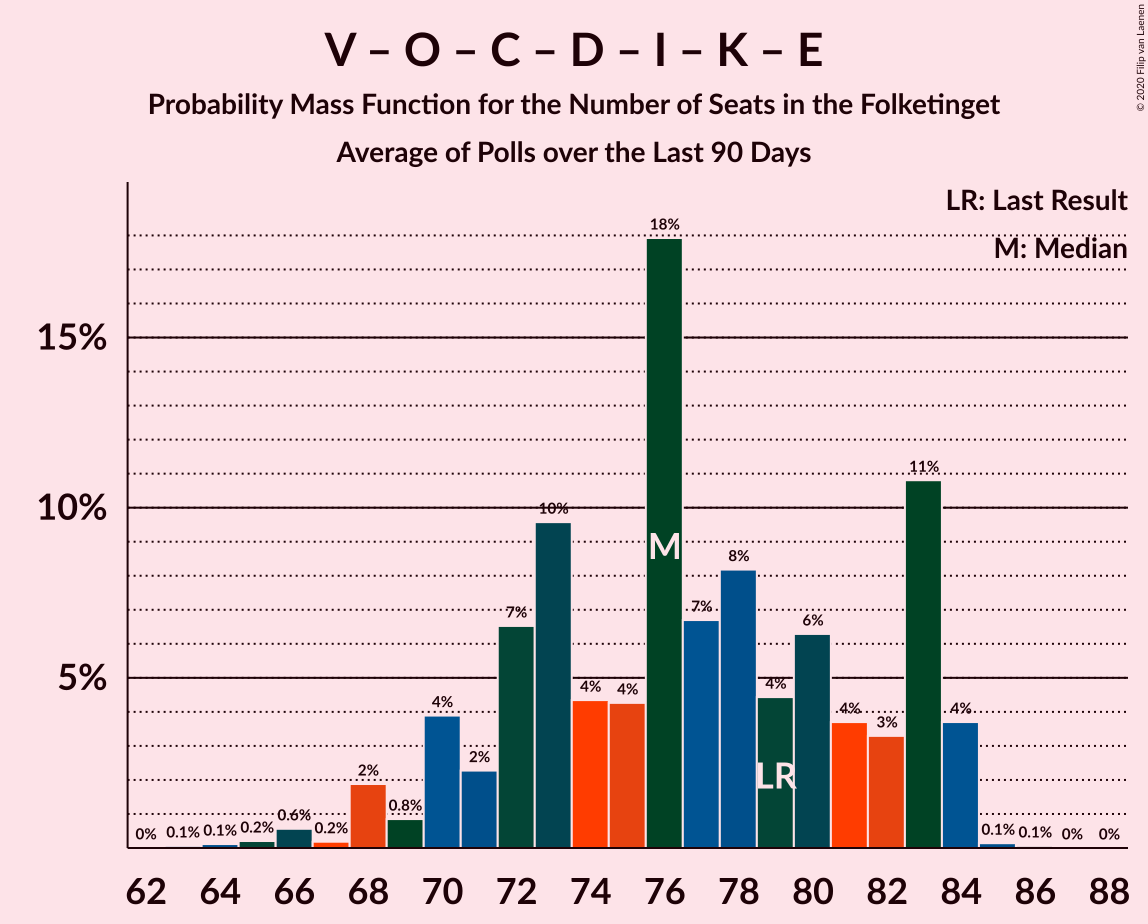 V – O – C – D – I – K – E
Probability Mass Function for the Number of Seats in the Folketinget
Average of Polls over the Last 90 Days
© 2020 Filip van Laenen
LR: Last Result
M: Median
18%
15%
11%
10%
10%
M
8%
7%
7%
6%
5%
4%
4%
4%
4%
4%
4%
3%
2%
LR
2%
0.8%
0.6%
0% 0.1% 0.1% 0.2% 0.2% 0.1% 0.1% 0% 0%
62 64 66 68 70 72 74 76 78 80 82 84 86 88